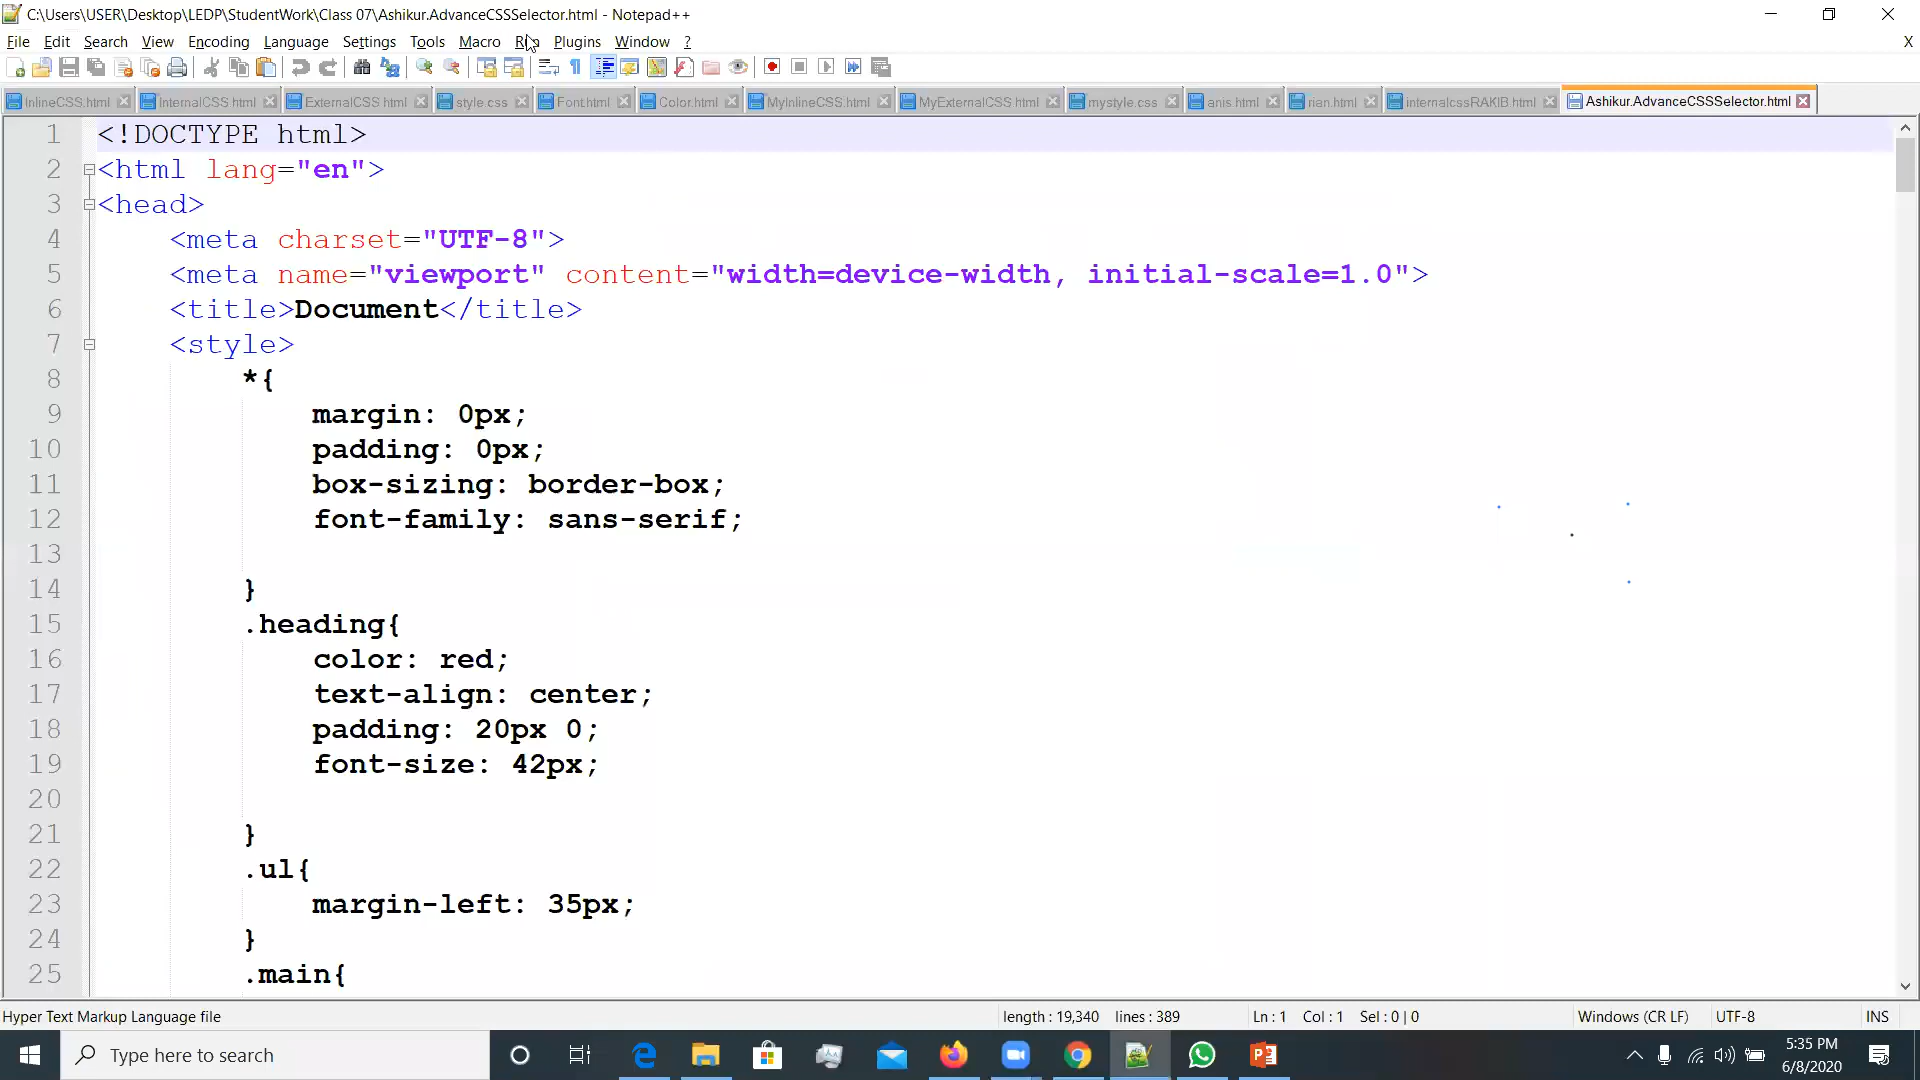 C:\Users\USER\Desktop\LEDP\StudentWork\Class 07\Ashikur.AdvanceCSSSelector.html - Notepad++
File Edit Search View Encoding Language Settings Tools Macro Run Plugins Window ? X
InlineCSS.html InternalCSS.html ExternalCSS.html style.css Font.html Color.html MyInlineCSS.html MyExternalCSS.html mystyle.css anis.html rian.html internalcssRAKIB.html Ashikur.AdvanceCSSSelector.html
1 <!DOCTYPE html>
2 <html lang="en">
3 <head>
4 <meta charset="UTF-8">
5 <meta name="viewport" content="width=device-width, initial-scale=1.0">
6 <title>Document</title>
7 <style>
8 *{
9 margin: 0px;
10 padding: 0px;
11 box-sizing: border-box;
12 font-family: sans-serif;
13
14 }
15 .heading{
16 color: red;
17 text-align: center;
18 padding: 20px 0;
19 font-size: 42px;
20
21 }
22 .ul{
23 margin-left: 35px;
24 }
25 .main{
Hyper Text Markup Language file length : 19,340 lines : 389 Ln : 1 Col : 1 Sel : 0 | 0 Windows (CR LF) UTF-8 INS
Type here to search
5:35 PM
6/8/2020